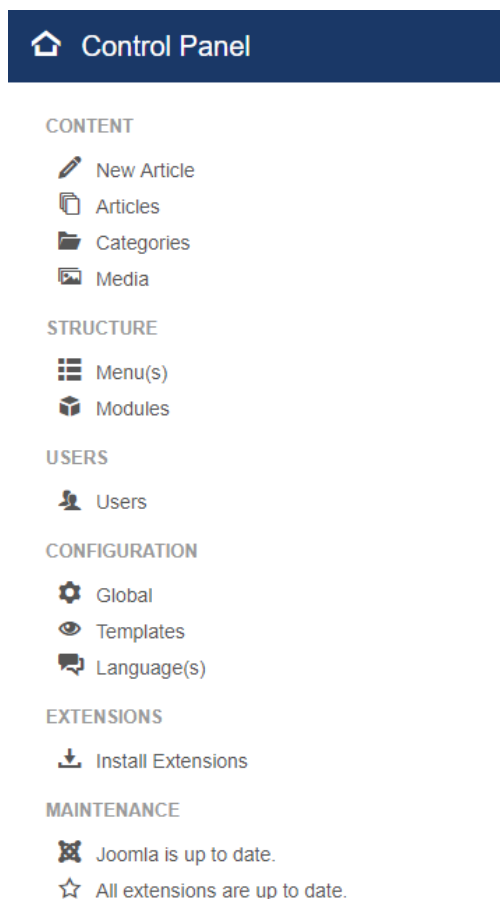 Control Panel
CONTENT
New Article
Articles
Categories
Media
STRUCTURE
Menu(s)
Modules
USERS
Users
CONFIGURATION
Global
Templates
Language(s)
EXTENSIONS
Install Extensions
MAINTENANCE
Joomla is up to date.
All extensions are up to date.